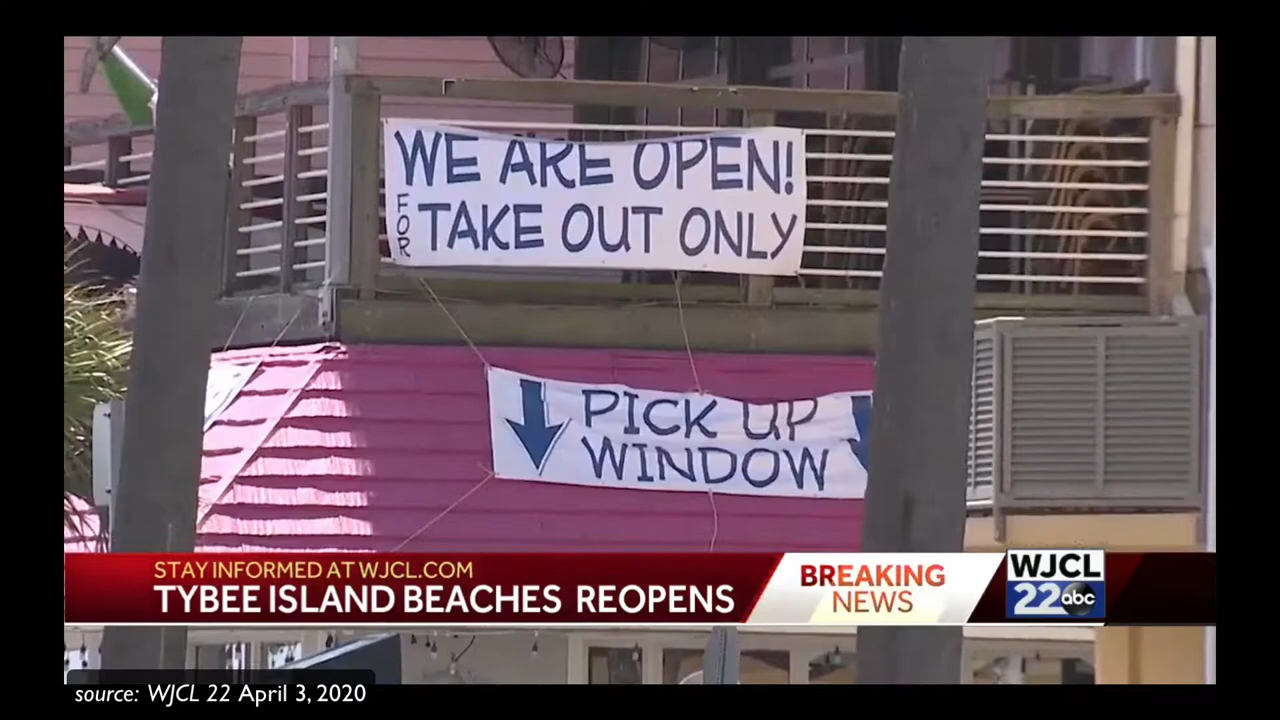 WE ARE OPEN!
FOR
TAKE OUT ONLY
PICK UP
WINDOW
STAY INFORMED AT WJCL.COM
TYBEE ISLAND BEACHES REOPENS
BREAKING
NEWS
WJCL
22 abc
source: WJCL 22 April 3, 2020